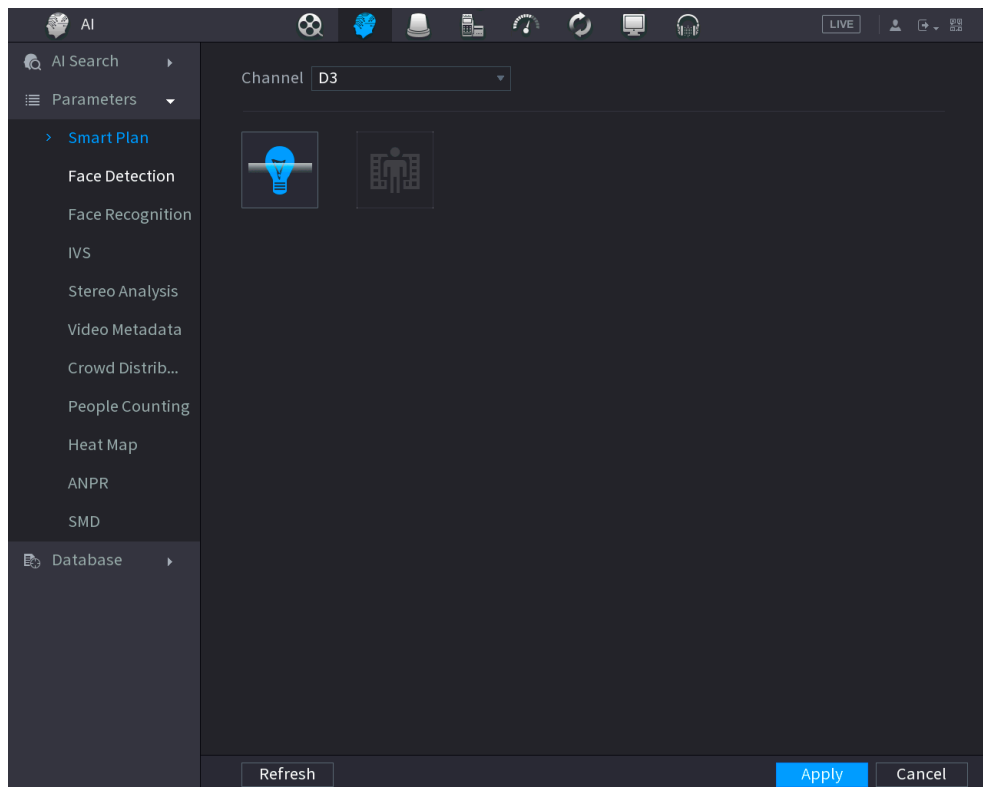 AI
LIVE
AI Search
Parameters
Smart Plan
Face Detection
Face Recognition
IVS
Stereo Analysis
Video Metadata
Crowd Distrib...
People Counting
Heat Map
ANPR
SMD
Database
Channel D3
Refresh
Apply
Cancel